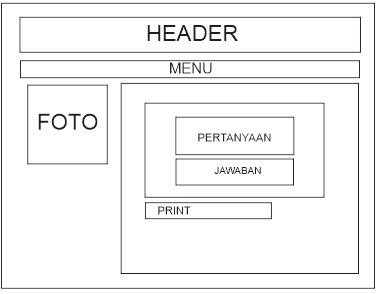 HEADER
MENU
FOTO
PERTANYAAN
JAWABAN
PRINT